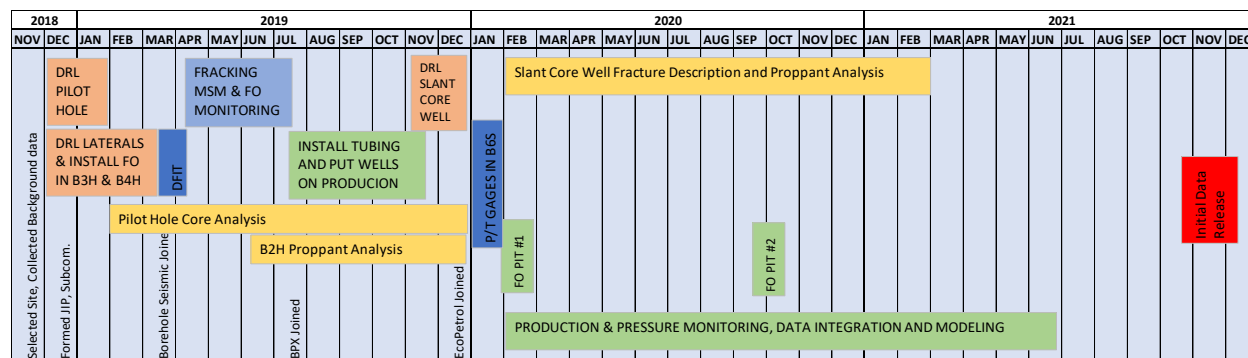 2018 2019 2020 2021
NOV DEC JAN FEB MAR APR MAY JUN JUL AUG SEP OCT NOV DEC JAN FEB MAR APR MAY JUN JUL AUG SEP OCT NOV DEC JAN FEB MAR APR MAY JUN JUL AUG SEP OCT NOV DEC
DRL
PILOT
HOLE
FRACKING
MSM & FO
MONITORING
DRL
SLANT
CORE
WELL
Slant Core Well Fracture Description and Proppant Analysis
DRL LATERALS
& INSTALL FO
IN B3H & B4H
DFIT
INSTALL TUBING
AND PUT WELLS
ON PRODUCION
P/T GAGES IN B6S
Initial Data
Release
Pilot Hole Core Analysis
B2H Proppant Analysis
FO PIT #1
FO PIT #2
PRODUCTION & PRESSURE MONITORING, DATA INTEGRATION AND MODELING
Selected Site, Collected Background data
Formed JIP, Subcom.
Borehole Seismic Joined
BPX Joined
EcoPetrol Joined